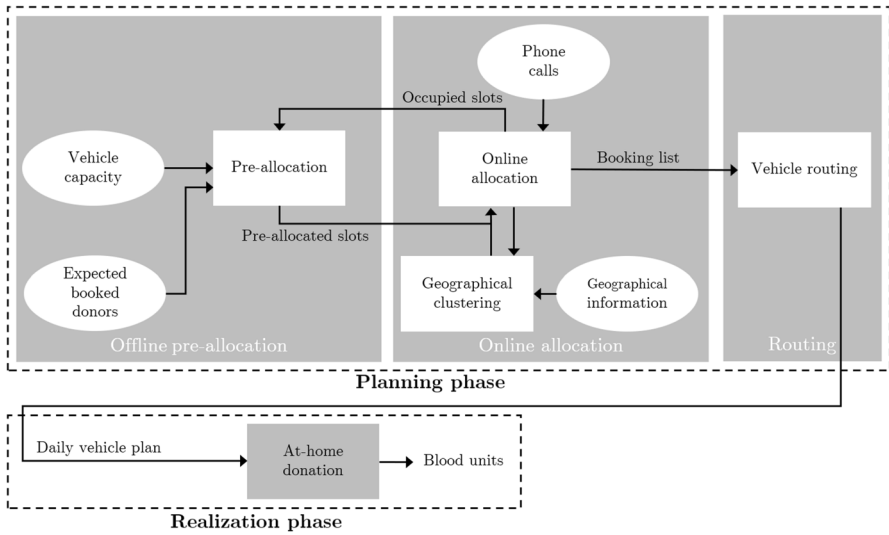 Phone
calls
Occupied slots
Vehicle
capacity
Pre-allocation
Online
allocation
Booking list
Vehicle routing
Pre-allocated slots
Expected
booked
donors
Geographical
clustering
Geographical
information
Offline pre-allocation
Online allocation
Routing
Planning phase
Daily vehicle plan
At-home
donation
Blood units
Realization phase